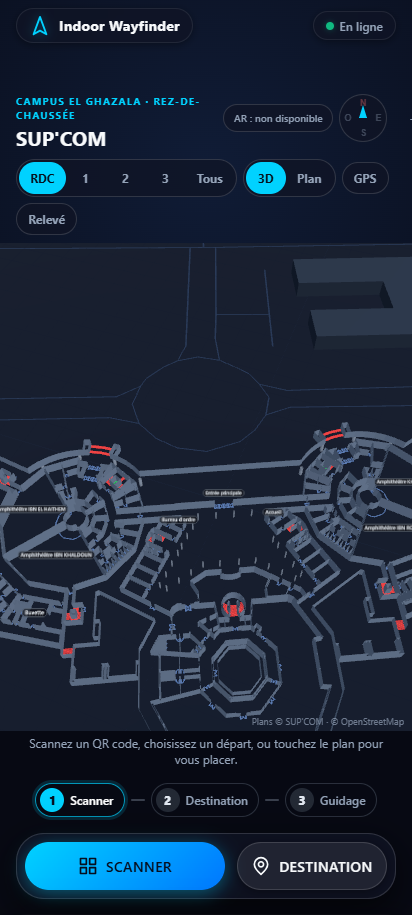 Indoor Wayfinder
En ligne
CAMPUS EL GHAZALA · REZ-DE-
CHAUSSÉE
SUP'COM
AR : non disponible
N
O E
S
RDC 1 2 3 Tous 3D Plan GPS
Relevé
Entrée principale
Bureau d'ordre
Accueil
Amphithéâtre IBN EL HAITHEM
Amphithéâtre IBN KHALDOUN
Buvette
Plans © SUP'COM · © OpenStreetMap
Scannez un QR code, choisissez un départ, ou touchez le plan pour
vous placer.
1 Scanner 2 Destination 3 Guidage
SCANNER DESTINATION